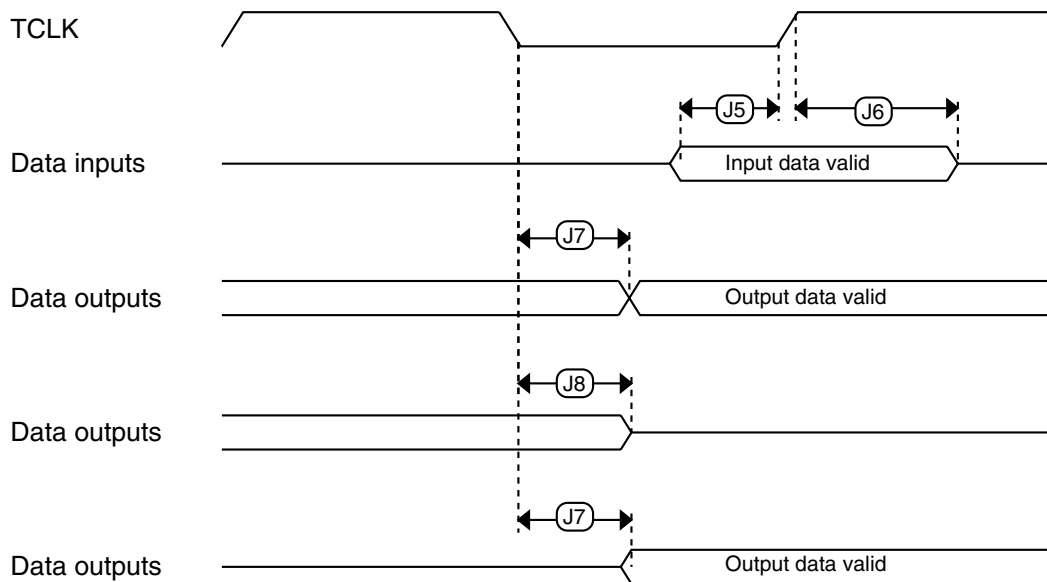 TCLK
J5
J6
Data inputs
Input data valid
J7
Data outputs
Output data valid
J8
Data outputs
J7
Data outputs
Output data valid